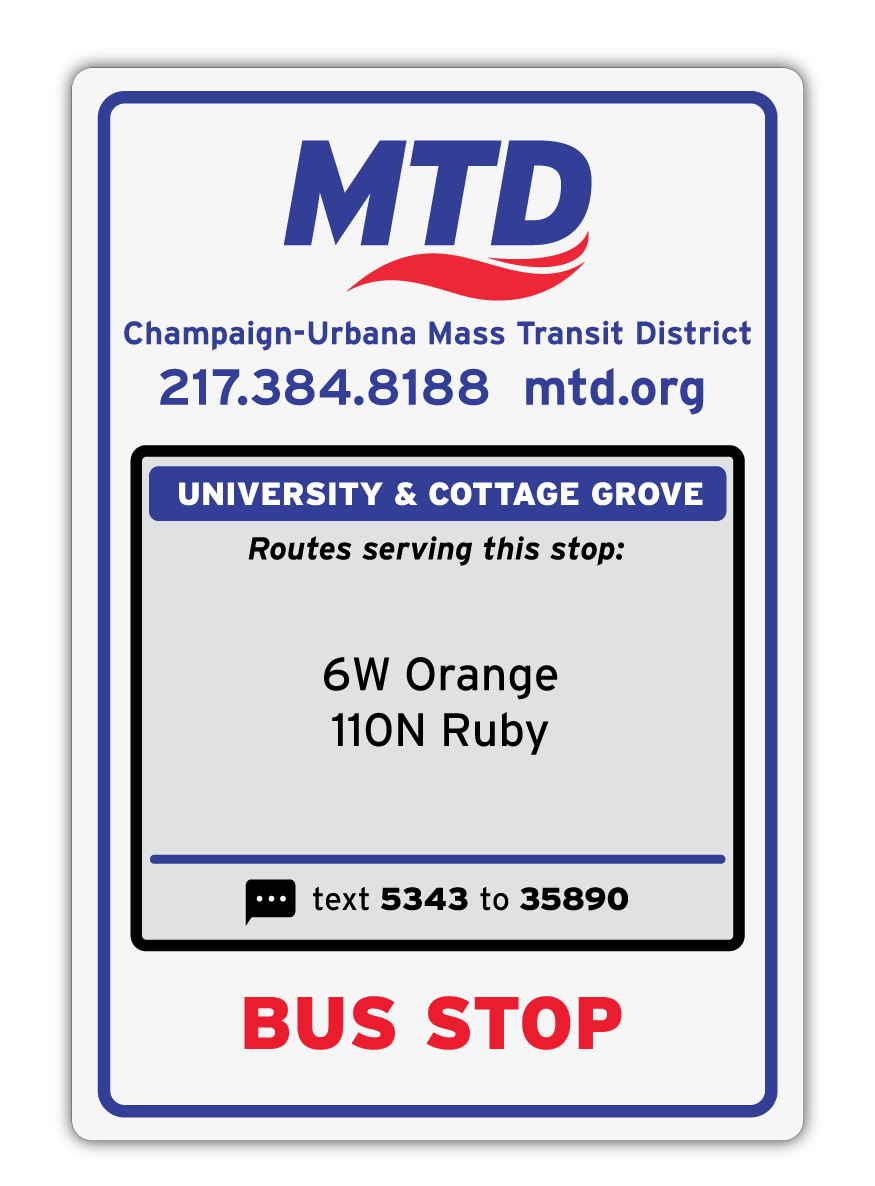 MTD
Champaign-Urbana Mass Transit District
217.384.8188 mtd.org
UNIVERSITY & COTTAGE GROVE
Routes serving this stop:
6W Orange
110N Ruby
text 5343 to 35890
BUS STOP